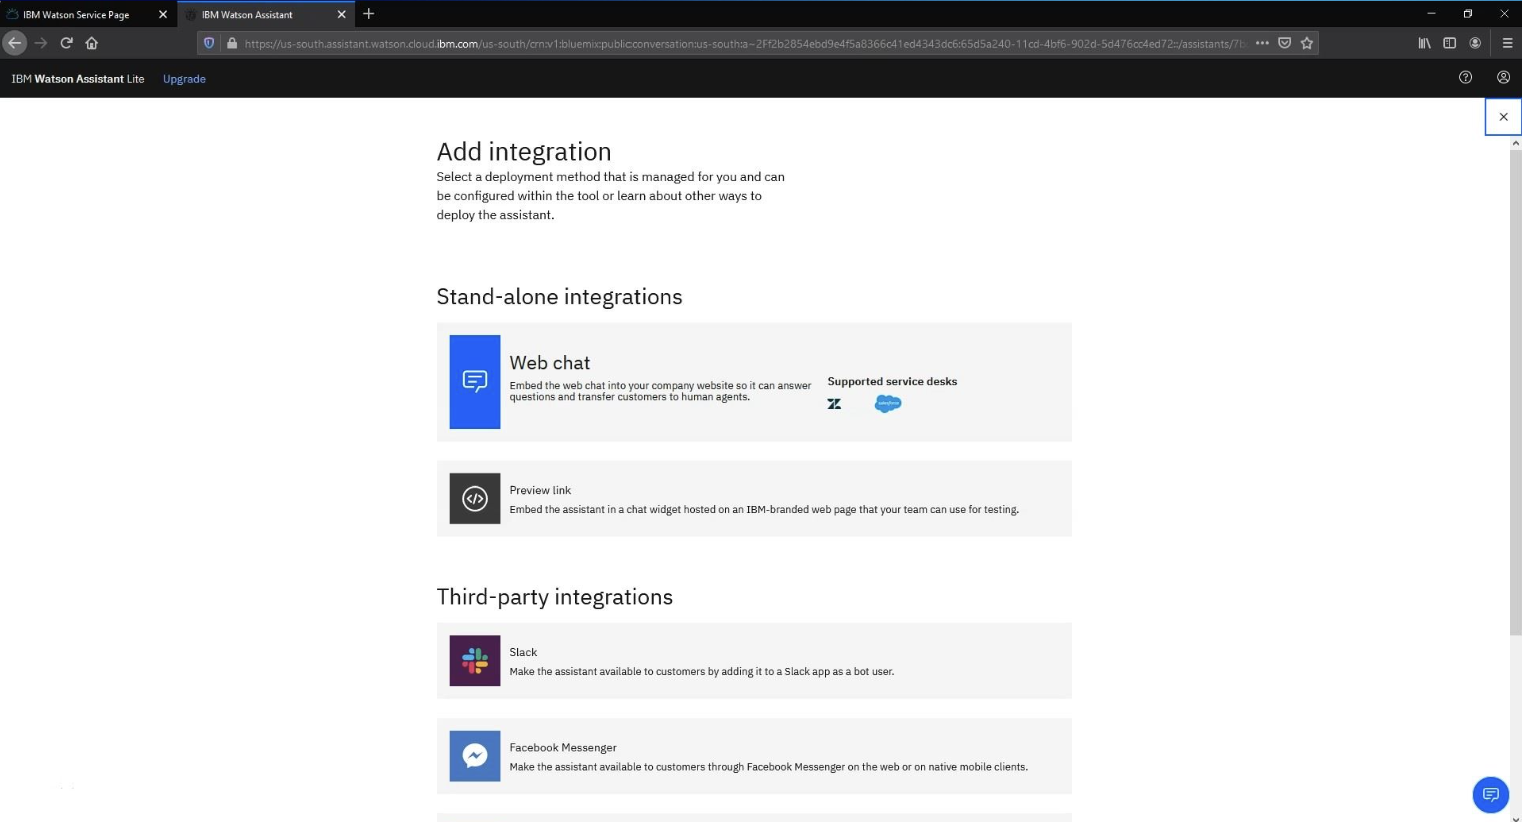 IBM Watson Service Page
IBM Watson Assistant
https://us-south.assistant.watson.cloud.ibm.com/us-south/crn:v1:bluemix:public:conversation:us-south:a~2Ff2b2854ebd9e4f5a8366c41ed4343dc6:65d5a240-11cd-4bf6-902d-5d476cc4ed72::/assistants/7b
IBM Watson Assistant Lite
Upgrade
Add integration
Select a deployment method that is managed for you and can
be configured within the tool or learn about other ways to
deploy the assistant.
Stand-alone integrations
Web chat
Embed the web chat into your company website so it can answer
questions and transfer customers to human agents.
Supported service desks
salesforce
Preview link
Embed the assistant in a chat widget hosted on an IBM-branded web page that your team can use for testing.
Third-party integrations
Slack
Make the assistant available to customers by adding it to a Slack app as a bot user.
Facebook Messenger
Make the assistant available to customers through Facebook Messenger on the web or on native mobile clients.